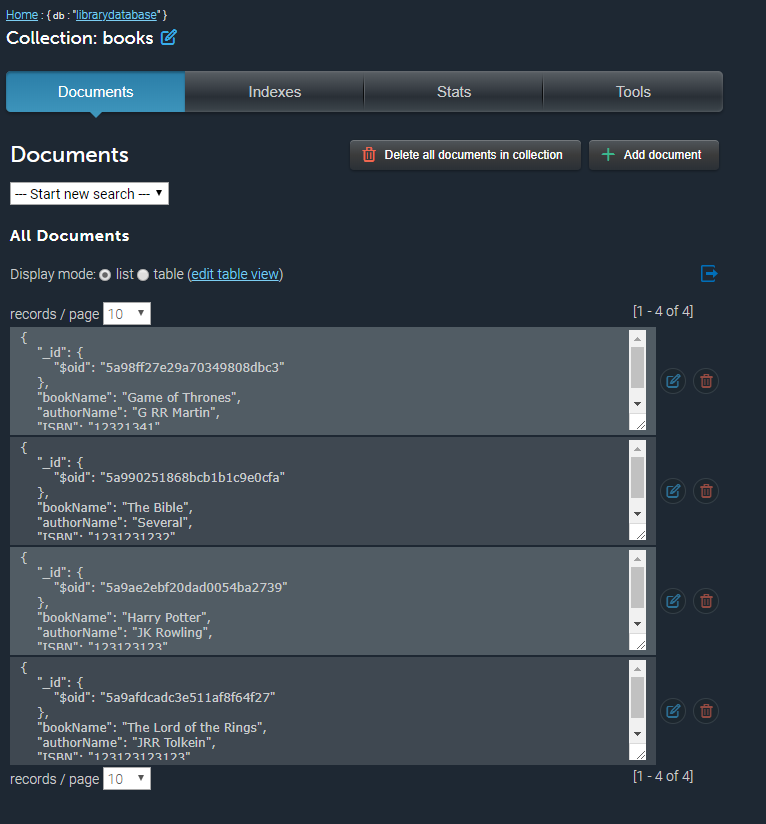 Home : { db : "librarydatabase" }
Collection: books
Documents Indexes Stats Tools
Documents
Delete all documents in collection
Add document
--- Start new search ---
All Documents
Display mode: list table (edit table view)
records / page 10
[1 - 4 of 4]
{
"_id": {
"$oid": "5a98ff27e29a70349808dbc3"
},
"bookName": "Game of Thrones",
"authorName": "G RR Martin",
"ISBN": "12321341"
{
"_id": {
"$oid": "5a990251868bcb1b1c9e0cfa"
},
"bookName": "The Bible",
"authorName": "Several",
"ISBN": "1231231232"
{
"_id": {
"$oid": "5a9ae2ebf20dad0054ba2739"
},
"bookName": "Harry Potter",
"authorName": "JK Rowling",
"ISBN": "123123123"
{
"_id": {
"$oid": "5a9afdcadc3e511af8f64f27"
},
"bookName": "The Lord of the Rings",
"authorName": "JRR Tolkein",
"ISBN": "123123123123"
records / page 10
[1 - 4 of 4]